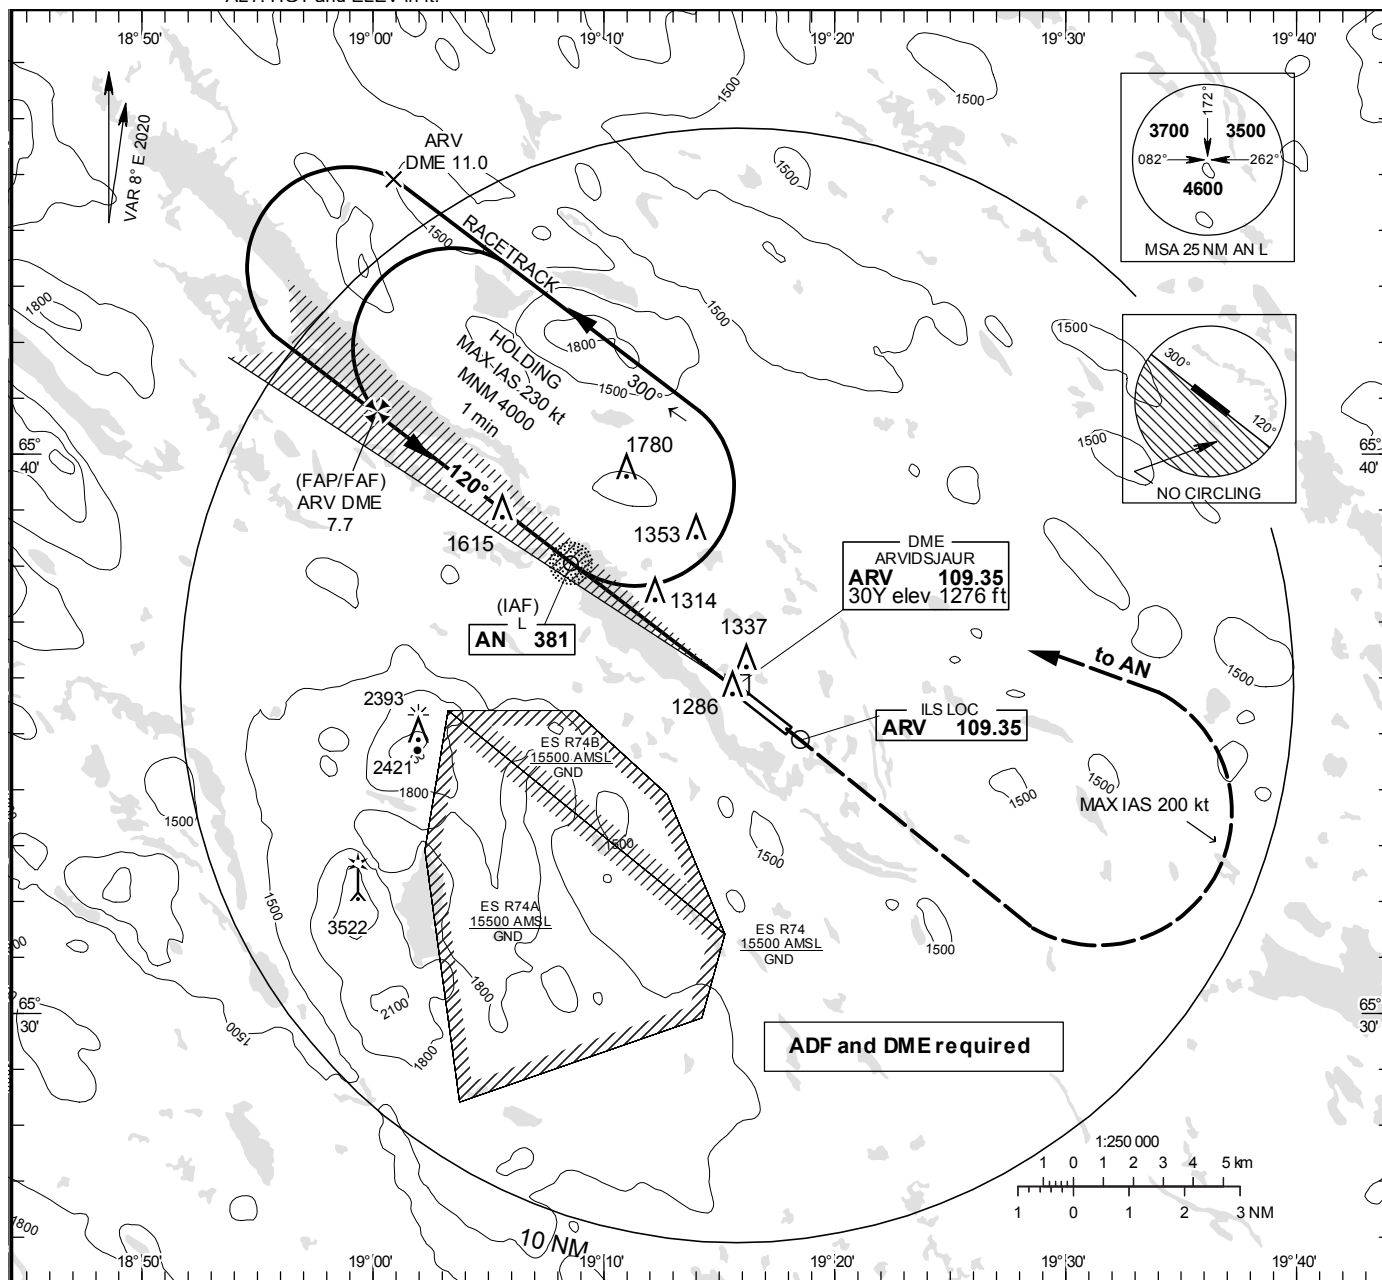 18° 50'
19° 00'
19° 10'
19° 20'
19° 30'
19° 40'
VAR 8° E 2020
ARV
DME 11.0
1500
1500
1500
172°
3700
3500
082°
262°
4600
MSA 25 NM AN L
RACETRACK
1500
1500
1800
HOLDING
MAX IAS 230 kt
MNM 4000
1 min
1800
1500
300°
1500
300°
120°
NO CIRCLING
1500
65°
40'
65°
40'
(FAP/FAF)
ARV DME
7.7
120°
1780
1615
1353
1314
(IAF)
L
AN 381
DME
ARVIDSJAUR
ARV 109.35
30Y elev 1276 ft
1337
1286
to AN
1500
ILS LOC
ARV 109.35
2393
2421
1800
ES R74B
15500 AMSL
GND
1500
1500
1500
1500
MAX IAS 200 kt
1500
1500
3522
ES R74A
15500 AMSL
GND
ES R74
15500 AMSL
GND
1500
1800
2100
1800
1500
65°
30'
65°
30'
ADF and DME required
1:250 000
1 0 1 2 3 4 5 km
1 0 1 2 3 NM
1800
10 NM
18° 50'
19° 00'
19° 10'
19° 20'
19° 30'
19° 40'